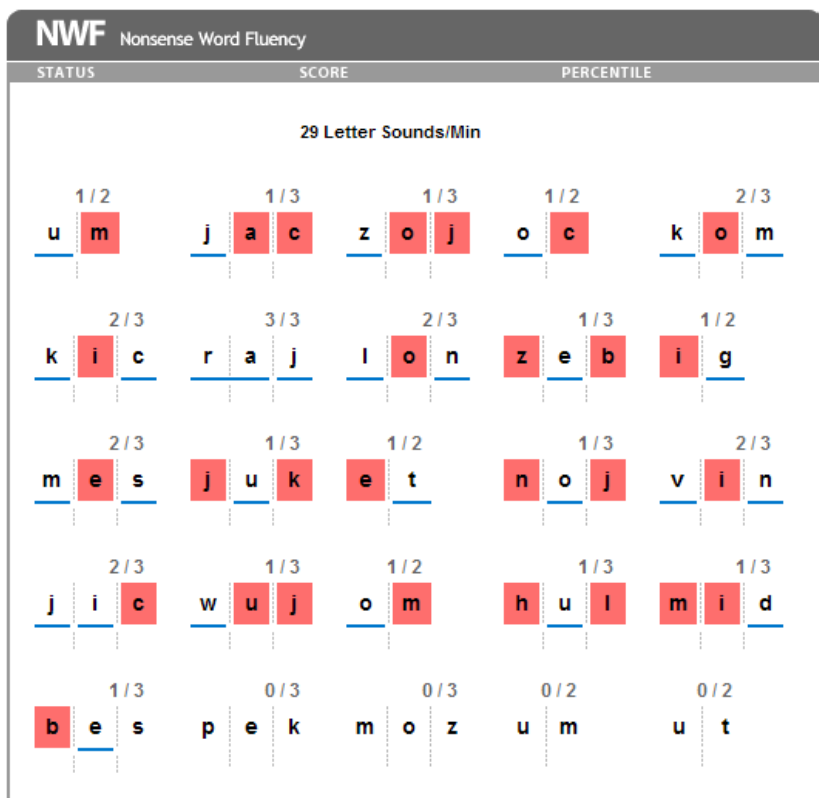 NWF Nonsense Word Fluency
STATUS SCORE PERCENTILE
29 Letter Sounds/Min
1 / 2 1 / 3 1 / 3 1 / 2 2 / 3
u m j a c z o j o c k o m
2 / 3 3 / 3 2 / 3 1 / 3 1 / 2
k i c r a j l o n z e b i g
2 / 3 1 / 3 1 / 2 1 / 3 2 / 3
m e s j u k e t n o j v i n
2 / 3 1 / 3 1 / 2 1 / 3 1 / 3
j i c w u j o m h u l m i d
1 / 3 0 / 3 0 / 3 0 / 2 0 / 2
b e s p e k m o z u m u t